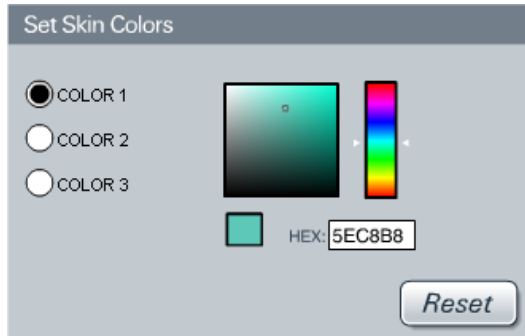 Set Skin Colors
COLOR 1
COLOR 2
COLOR 3
HEX: 5EC8B8
Reset